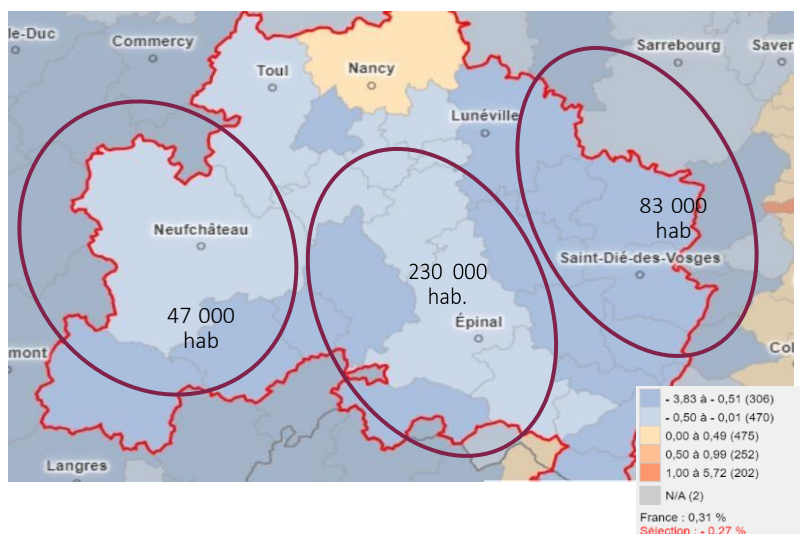 le-Duc
Commercy
Sarrebourg
Saver
Toul
Nancy
Lunéville
83 000
hab
Neufchâteau
Saint-Dié-des-Vosges
230 000
hab.
47 000
hab
Épinal
mont
Col
Langres
- 3,83 à - 0,51 (306)
- 0,50 à - 0,01 (470)
0,00 à 0,49 (475)
0,50 à 0,99 (252)
1,00 à 5,72 (202)
N/A (2)
France : 0,31 %
Sélection : - 0,27 %